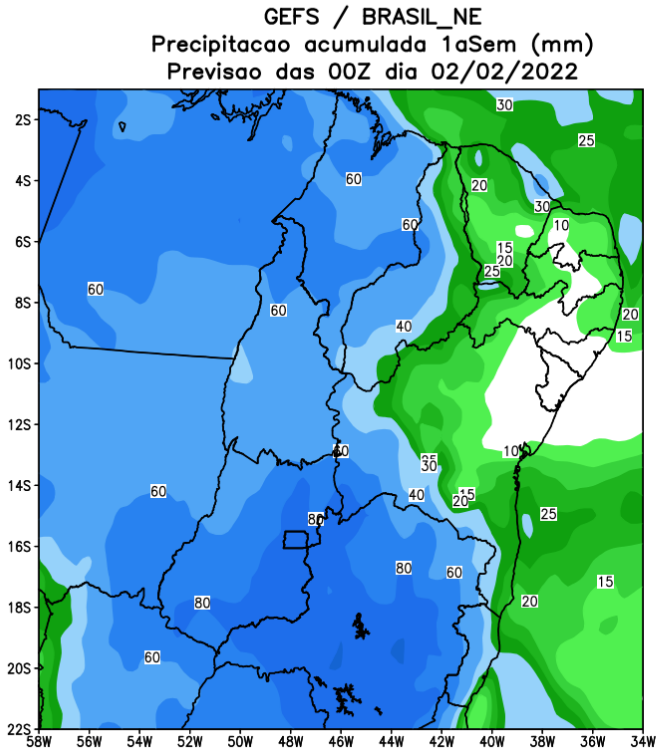 GEFS / BRASIL_NE
Precipitacao acumulada 1aSem (mm)
Previsao das 00Z dia 02/02/2022
30
2S
25
4S
60
20
30
60
10
6S
15
20
25
60
8S
60
20
40
15
10S
12S
60
10
25
30
14S
60
40
15
20
25
80
16S
80
60
15
80
20
18S
60
20S
22S
58W
56W
54W
52W
50W
48W
46W
44W
42W
40W
38W
36W
34W